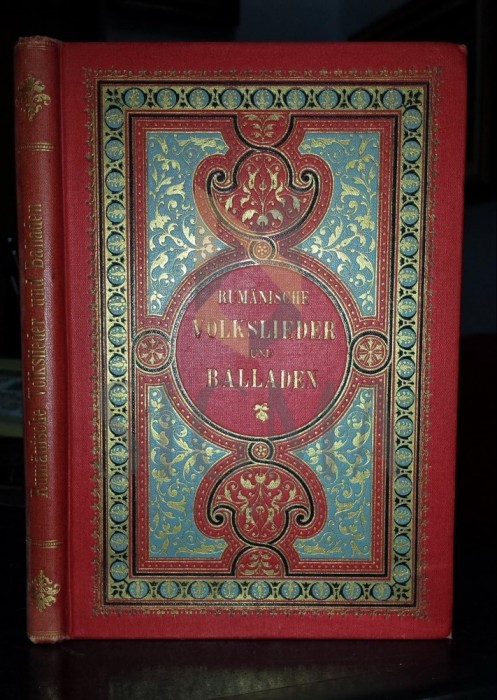 Rumänische Volkslieder und Balladen
RUMÄNISCHE
VOLKSLIEDER
UND
BALLADEN